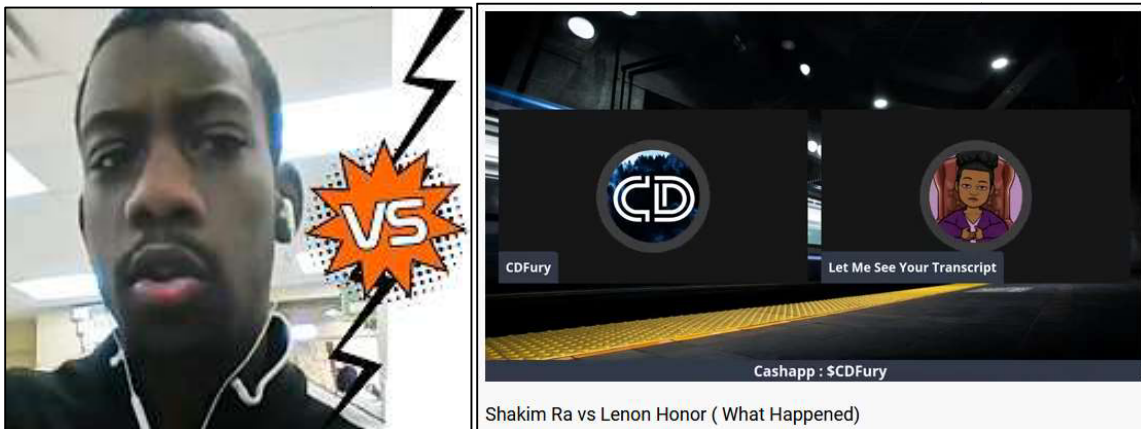 VS
CD
CDFury
Let Me See Your Transcript
Cashapp : $CDFury
Shakim Ra vs Lenon Honor ( What Happened)